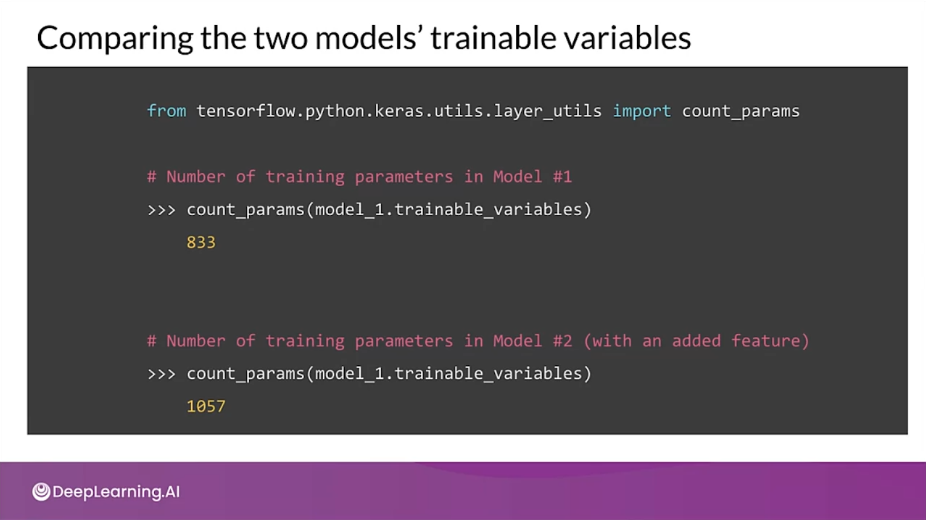 Comparing the two models’ trainable variables
from tensorflow.python.keras.utils.layer_utils import count_params
# Number of training parameters in Model #1
>>> count_params(model_1.trainable_variables)
833
# Number of training parameters in Model #2 (with an added feature)
>>> count_params(model_1.trainable_variables)
1057
DeepLearning.AI